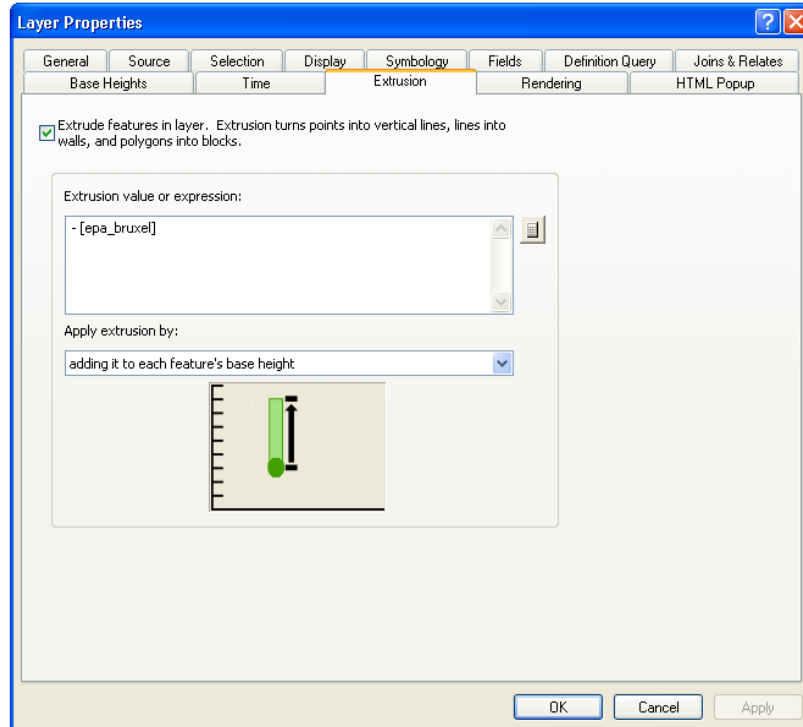 Layer Properties
General Source Selection Display Symbology Fields Definition Query Joins & Relates
Base Heights Time Extrusion Rendering HTML Popup
Extrude features in layer. Extrusion turns points into vertical lines, lines into
walls, and polygons into blocks.
Extrusion value or expression:
- [epa_bruxel]
Apply extrusion by:
adding it to each feature's base height
OK Cancel Apply